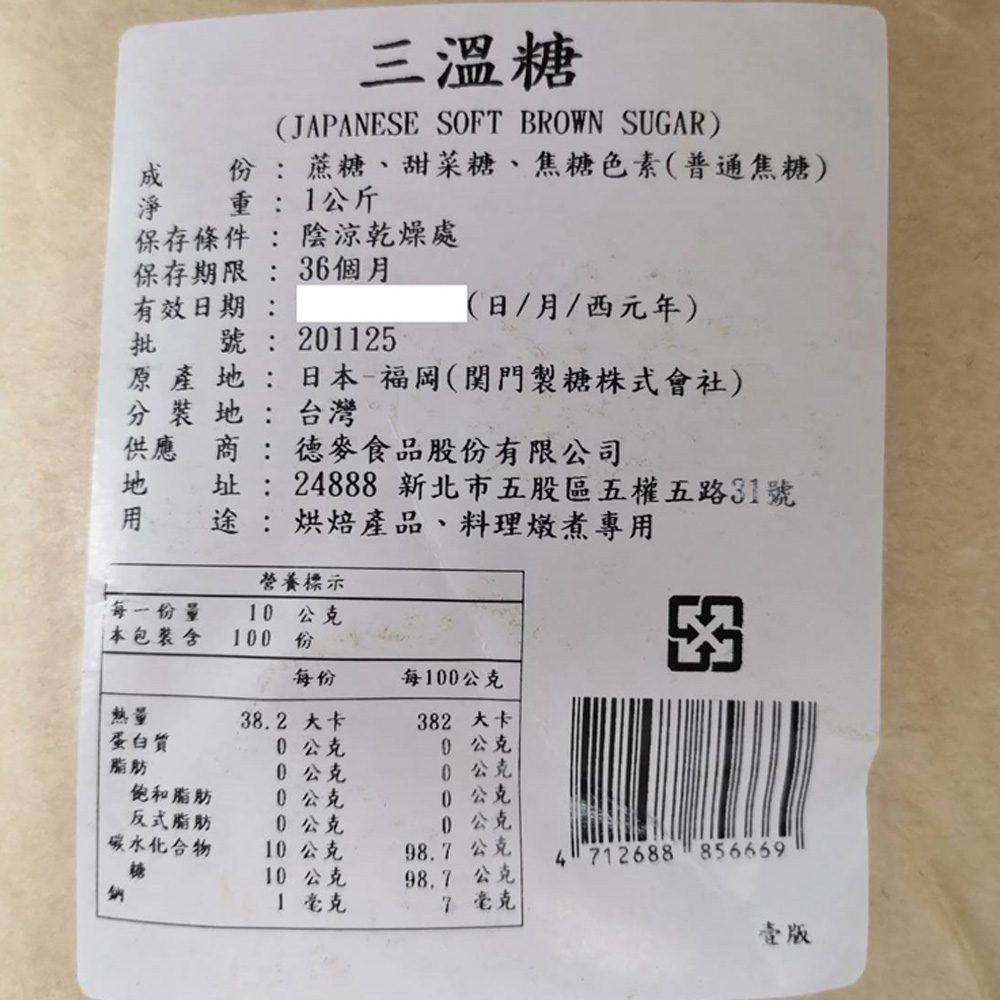 三溫糖
(JAPANESE SOFT BROWN SUGAR)
成份：蔗糖、甜菜糖、焦糖色素(普通焦糖)
淨重：1公斤
保存條件：陰涼乾燥處
保存期限：36個月
有效日期：(日/月/西元年)
批號：201125
原產地：日本-福岡(関門製糖株式會社)
分裝地：台灣
供應商：德麥食品股份有限公司
地址：24888 新北市五股區五權五路31號
用途：烘焙產品、料理燉煮專用
營養標示
每一份量 10 公克
本包裝含 100 份
每份 每100公克
熱量 38.2 大卡 382 大卡
蛋白質 0 公克 0 公克
脂肪 0 公克 0 公克
飽和脂肪 0 公克 0 公克
反式脂肪 0 公克 0 公克
碳水化合物 10 公克 98.7 公克
糖 10 公克 98.7 公克
鈉 1 毫克 7 毫克
4 712688 856669
壹版